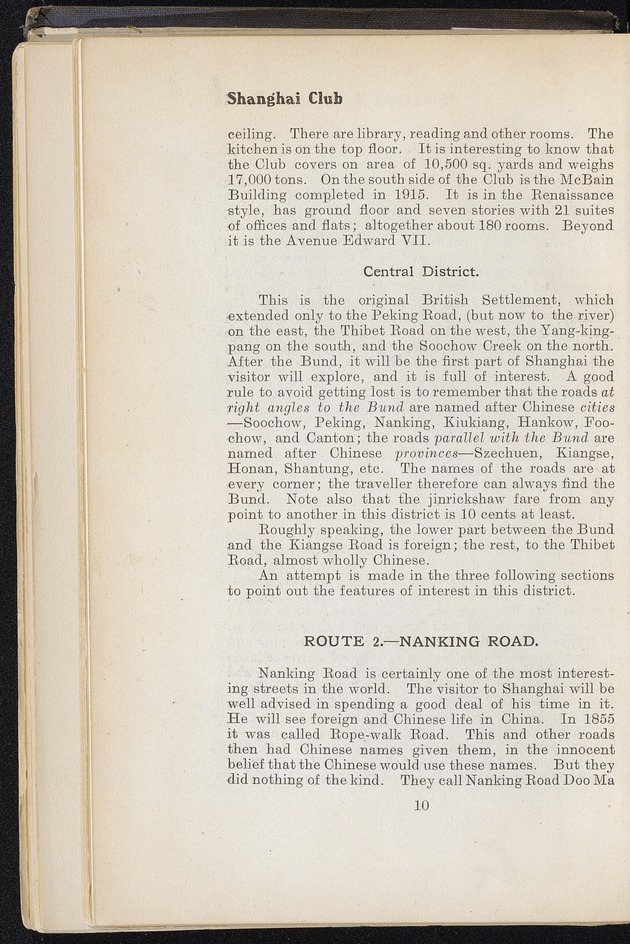 Shanghai Club
ceiling. There are library, reading and other rooms. The
kitchen is on the top floor. It is interesting to know that
the Club covers on area of 10,500 sq. yards and weighs
17,000 tons. On the south side of the Club is the McBain
Building completed in 1915. It is in the Renaissance
style, has ground floor and seven stories with 21 suites
of offices and flats; altogether about 180 rooms. Beyond
it is the Avenue Edward VII.
Central District.
This is the original British Settlement, which
extended only to the Peking Road, (but now to the river)
on the east, the Thibet Road on the west, the Yang-king-
pang on the south, and the Soochow Creek on the north.
After the Bund, it will be the first part of Shanghai the
visitor will explore, and it is full of interest. A good
rule to avoid getting lost is to remember that the roads at
right angles to the Bund are named after Chinese cities
—Soochow, Peking, Nanking, Kiukiang, Hankow, Foo-
chow, and Canton; the roads parallel with the Bund are
named after Chinese provinces—Szechuen, Kiangse,
Honan, Shantung, etc. The names of the roads are at
every corner; the traveller therefore can always find the
Bund. Note also that the jinrickshaw fare from any
point to another in this district is 10 cents at least.
Roughly speaking, the lower part between the Bund
and the Kiangse Road is foreign; the rest, to the Thibet
Road, almost wholly Chinese.
An attempt is made in the three following sections
to point out the features of interest in this district.
ROUTE 2.—NANKING ROAD.
Nanking Road is certainly one of the most interest-
ing streets in the world. The visitor to Shanghai will be
well advised in spending a good deal of his time in it.
He will see foreign and Chinese life in China. In 1855
it was called Rope-walk Road. This and other roads
then had Chinese names given them, in the innocent
belief that the Chinese would use these names. But they
did nothing of the kind. They call Nanking Road Doo Ma
10